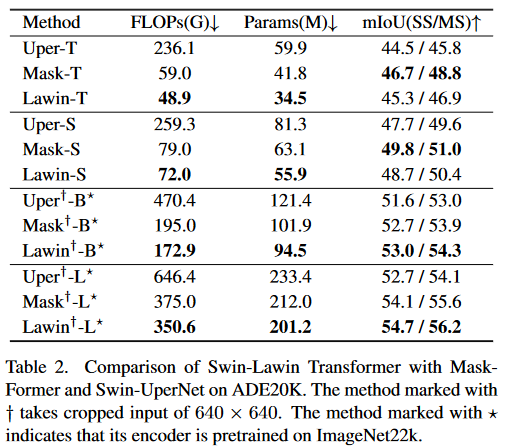 Method FLOPs(G)↓ Params(M)↓ mIoU(SS/MS)↑
Uper-T 236.1 59.9 44.5 / 45.8
Mask-T 59.0 41.8 46.7 / 48.8
Lawin-T 48.9 34.5 45.3 / 46.9
Uper-S 259.3 81.3 47.7 / 49.6
Mask-S 79.0 63.1 49.8 / 51.0
Lawin-S 72.0 55.9 48.7 / 50.4
Uper†-B⋆ 470.4 121.4 51.6 / 53.0
Mask†-B⋆ 195.0 101.9 52.7 / 53.9
Lawin†-B⋆ 172.9 94.5 53.0 / 54.3
Uper†-L⋆ 646.4 233.4 52.7 / 54.1
Mask†-L⋆ 375.0 212.0 54.1 / 55.6
Lawin†-L⋆ 350.6 201.2 54.7 / 56.2
Table 2. Comparison of Swin-Lawin Transformer with Mask-
Former and Swin-UperNet on ADE20K. The method marked with
† takes cropped input of 640 × 640. The method marked with ⋆
indicates that its encoder is pretrained on ImageNet22k.